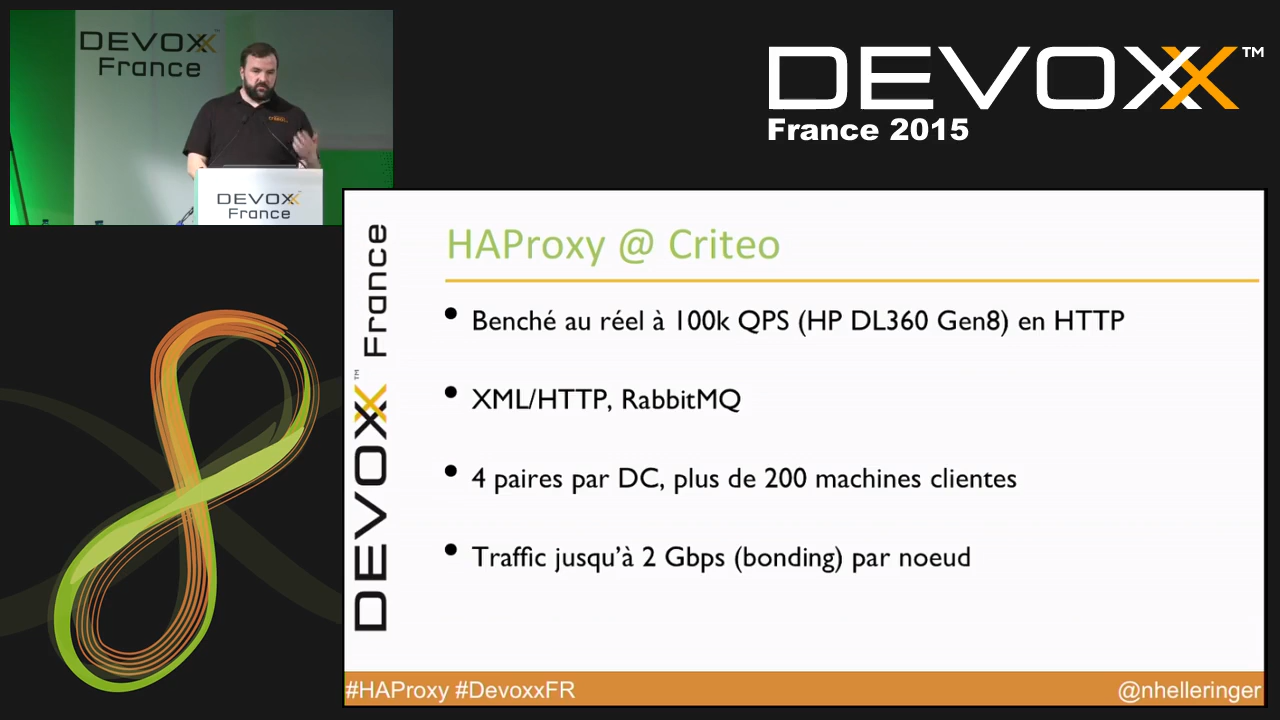 DEVOXX
France
DEVOXX
France
DEVOXX™
France 2015
DEVOXX™ France
HAProxy @ Criteo
• Benché au réel à 100k QPS (HP DL360 Gen8) en HTTP
• XML/HTTP, RabbitMQ
• 4 paires par DC, plus de 200 machines clientes
• Traffic jusqu’à 2 Gbps (bonding) par noeud
#HAProxy #DevoxxFR
@nhelleringer